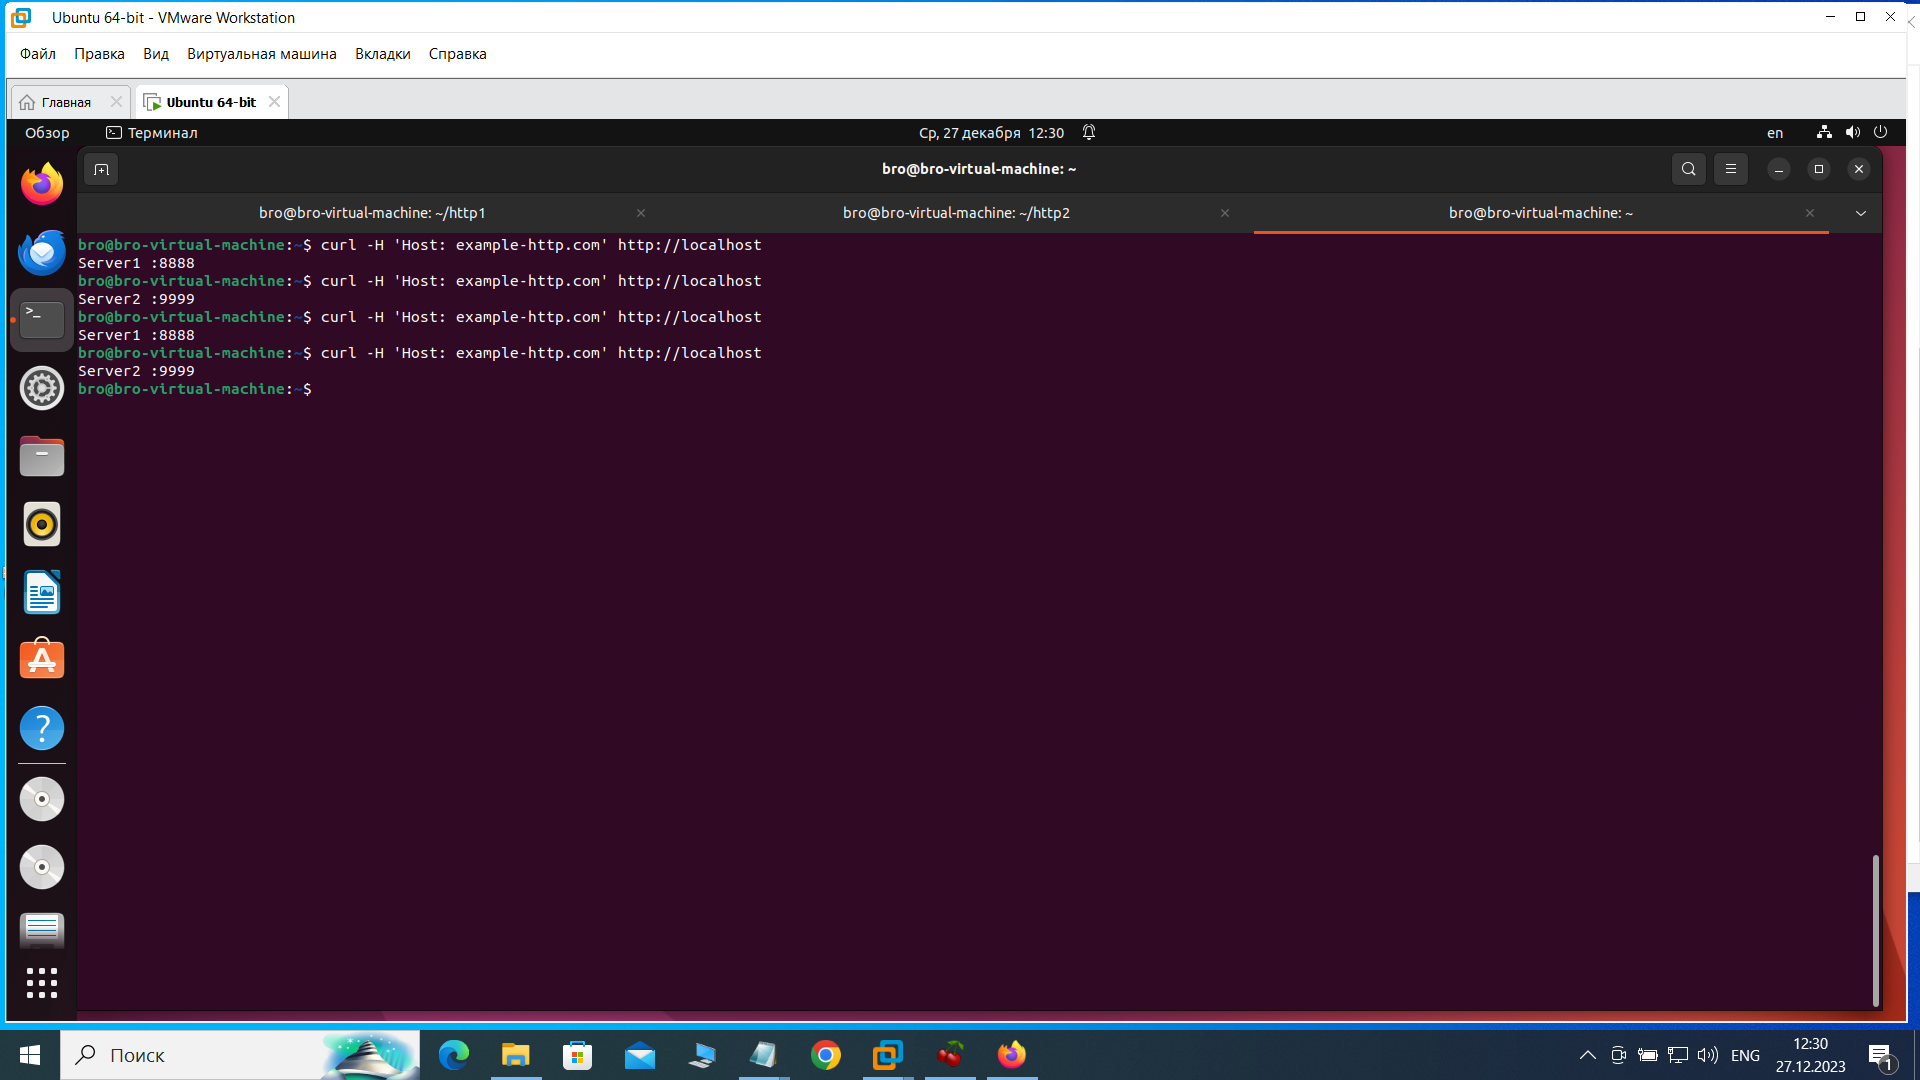 Ubuntu 64-bit - VMware Workstation
Файл Правка Вид Виртуальная машина Вкладки Справка
Главная Ubuntu 64-bit
Обзор Терминал Ср, 27 декабря 12:30 en
bro@bro-virtual-machine: ~
bro@bro-virtual-machine: ~/http1 bro@bro-virtual-machine: ~/http2 bro@bro-virtual-machine: ~
bro@bro-virtual-machine:~$ curl -H 'Host: example-http.com' http://localhost
Server1 :8888
bro@bro-virtual-machine:~$ curl -H 'Host: example-http.com' http://localhost
Server2 :9999
bro@bro-virtual-machine:~$ curl -H 'Host: example-http.com' http://localhost
Server1 :8888
bro@bro-virtual-machine:~$ curl -H 'Host: example-http.com' http://localhost
Server2 :9999
bro@bro-virtual-machine:~$
Поиск ENG 12:30
27.12.2023 1